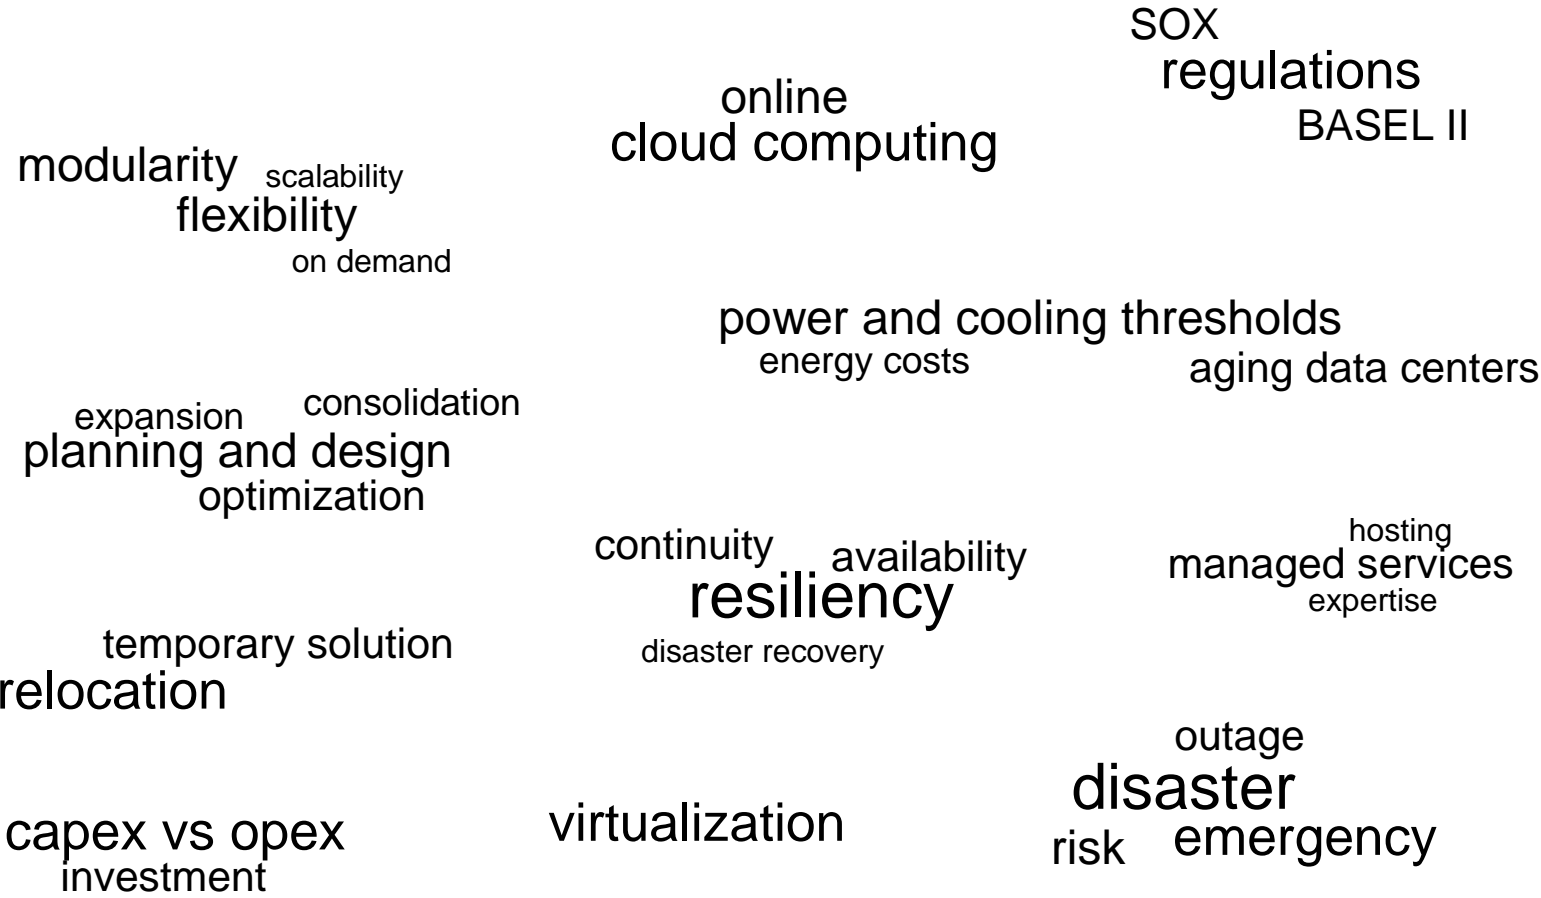 SOX
regulations
BASEL II
online
cloud computing
modularity
scalability
flexibility
on demand
power and cooling thresholds
energy costs
aging data centers
expansion
consolidation
planning and design
optimization
continuity
availability
resiliency
disaster recovery
hosting
managed services
expertise
temporary solution
relocation
outage
disaster
risk
emergency
capex vs opex
investment
virtualization